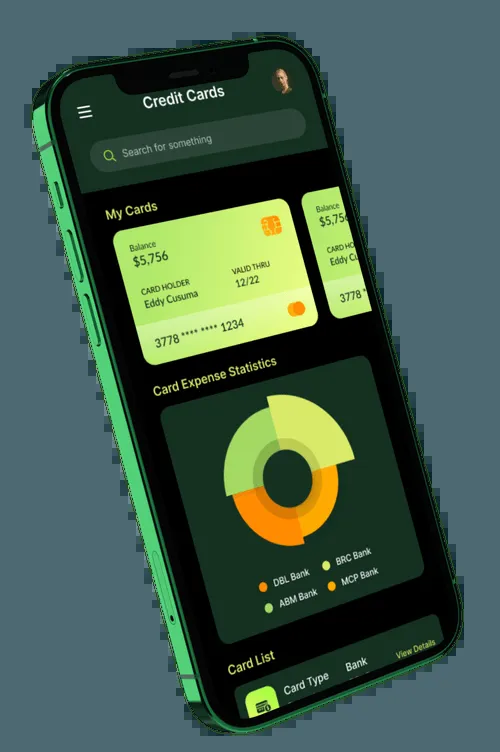 Credit Cards
Search for something
My Cards
Balance
$5,756
CARD HOLDER
Eddy Cusuma
VALID THRU
12/22
3778 **** **** 1234
Balance
$5,756
CARD HO
Eddy Cu
3778 *
Card Expense Statistics
DBL Bank
BRC Bank
ABM Bank
MCP Bank
Card List
View Details
Card Type
Bank